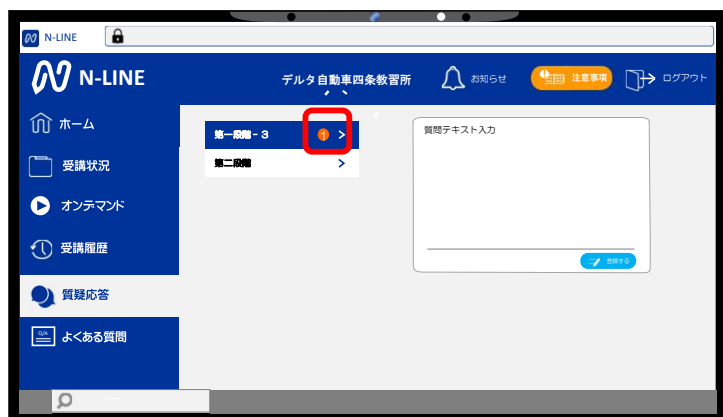 N-LINE
N-LINE
デルタ自動車四条教習所
お知らせ
注意事項
ログアウト
ホーム
受講状況
オンデマンド
受講履歴
質疑応答
Q/A
よくある質問
第一段階 - 3
1
第二段階
質問テキスト入力
登録する